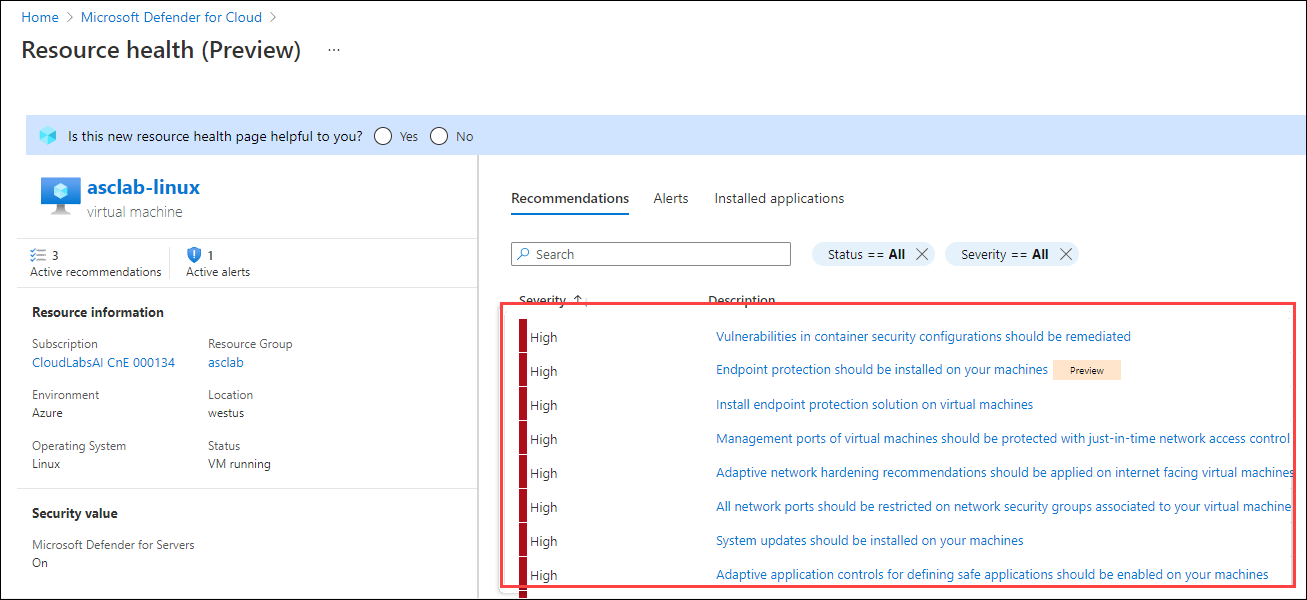 Home > Microsoft Defender for Cloud >
Resource health (Preview) ...
Is this new resource health page helpful to you? Yes No
asclab-linux
virtual machine
3
Active recommendations
1
Active alerts
Resource information
Subscription
CloudLabsAI CnE 000134
Resource Group
asclab
Environment
Azure
Location
westus
Operating System
Linux
Status
VM running
Security value
Microsoft Defender for Servers
On
Recommendations Alerts Installed applications
Search
Status == All
Severity == All
Severity ↑ Description
High Vulnerabilities in container security configurations should be remediated
High Endpoint protection should be installed on your machines Preview
High Install endpoint protection solution on virtual machines
High Management ports of virtual machines should be protected with just-in-time network access control
High Adaptive network hardening recommendations should be applied on internet facing virtual machines
High All network ports should be restricted on network security groups associated to your virtual machine
High System updates should be installed on your machines
High Adaptive application controls for defining safe applications should be enabled on your machines